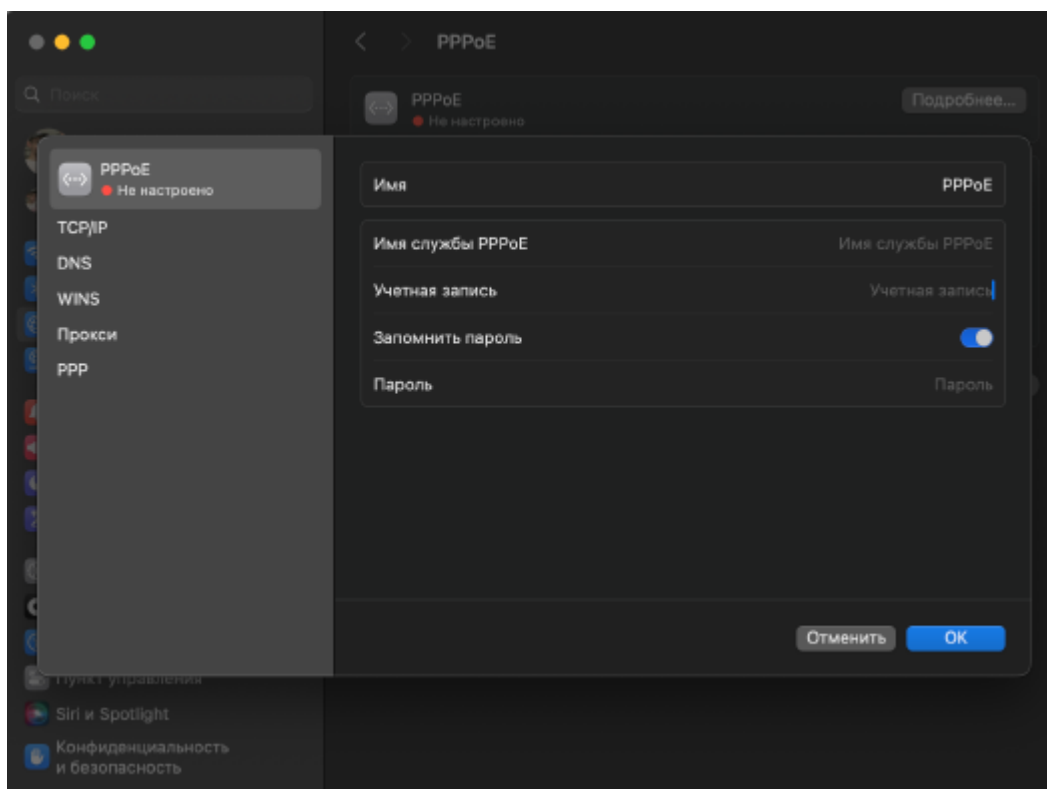 PPPoE
Поиск
PPPoE
Не настроено
Подробнее...
PPPoE
Не настроено
TCP/IP
DNS
WINS
Прокси
PPP
Имя PPPoE
Имя службы PPPoE Имя службы PPPoE
Учетная запись Учетная запись
Запомнить пароль
Пароль Пароль
Отменить OK
Пункт управления
Siri и Spotlight
Конфиденциальность
и безопасность